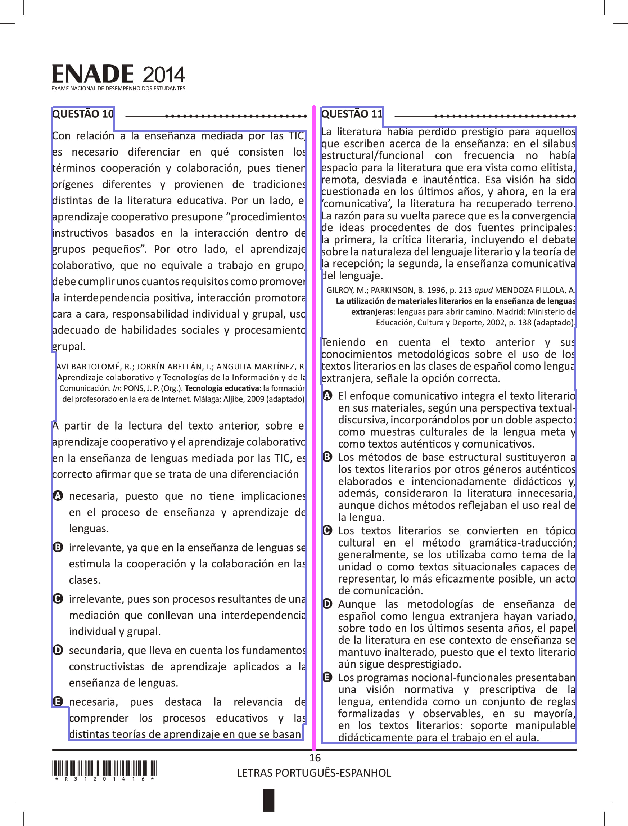 ENADE 2014
EXAME NACIONAL DE DESEMPENHO DOS ESTUDANTES
QUESTÃO 10
Con relación a la enseñanza mediada por las TIC,
es necesario diferenciar en qué consisten los
términos cooperación y colaboración, pues tienen
orígenes diferentes y provienen de tradiciones
distintas de la literatura educativa. Por un lado, e
aprendizaje cooperativo presupone "procedimientos
instructivos basados en la interacción dentro de
grupos pequeños". Por otro lado, el aprendizaje
colaborativo, que no equivale a trabajo en grupo,
debe cumplir unos cuantos requisitos como promover
la interdependencia positiva, interacción promotora
cara a cara, responsabilidad individual y grupal, uso
adecuado de habilidades sociales y procesamiento
grupal.
AVI BARTOLOMÉ, R.; TORRÍN ABELLÁN, I.; ANGUITA MARTÍNEZ, R.
Aprendizaje colaborativo y Tecnologías de la Información y de la
Comunicación. In: PONS, J. P. (Org.). Tecnología educativa: la formación
del profesorado en la era de Internet. Málaga: Aljibe, 2009 (adaptado).
A partir de la lectura del texto anterior, sobre e
aprendizaje cooperativo y el aprendizaje colaborativo
en la enseñanza de lenguas mediada por las TIC, es
correcto afirmar que se trata de una diferenciación
A necesaria, puesto que no tiene implicaciones
en el proceso de enseñanza y aprendizaje de
lenguas.
B irrelevante, ya que en la enseñanza de lenguas se
estimula la cooperación y la colaboración en las
clases.
C irrelevante, pues son procesos resultantes de una
mediación que conllevan una interdependencia
individual y grupal.
D secundaria, que lleva en cuenta los fundamentos
constructivistas de aprendizaje aplicados a la
enseñanza de lenguas.
E necesaria, pues destaca la relevancia de
comprender los procesos educativos y las
distintas teorías de aprendizaje en que se basan.
QUESTÃO 11
La literatura había perdido prestigio para aquellos
que escriben acerca de la enseñanza: en el sílabus
estructural/funcional con frecuencia no había
espacio para la literatura que era vista como elitista,
remota, desviada e inauténtica. Esa visión ha sido
cuestionada en los últimos años, y ahora, en la era
'comunicativa', la literatura ha recuperado terreno.
La razón para su vuelta parece que es la convergencia
de ideas procedentes de dos fuentes principales:
la primera, la crítica literaria, incluyendo el debate
sobre la naturaleza del lenguaje literario y la teoría de
la recepción; la segunda, la enseñanza comunicativa
del lenguaje.
GILROY, M.; PARKINSON, B. 1996, p. 213 apud MENDOZA FILLOLA, A.
La utilización de materiales literarios en la enseñanza de lenguas
extranjeras: lenguas para abrir camino. Madrid: Ministerio de
Educación, Cultura y Deporte, 2002, p. 138 (adaptado).
Teniendo en cuenta el texto anterior y sus
conocimientos metodológicos sobre el uso de los
textos literarios en las clases de español como lengua
extranjera, señale la opción correcta.
A El enfoque comunicativo integra el texto literario
en sus materiales, según una perspectiva textual-
discursiva, incorporándolos por un doble aspecto:
como muestras culturales de la lengua meta y
como textos auténticos y comunicativos.
B Los métodos de base estructural sustituyeron a
los textos literarios por otros géneros auténticos
elaborados e intencionadamente didácticos y,
además, consideraron la literatura innecesaria,
aunque dichos métodos reflejaban el uso real de
la lengua.
C Los textos literarios se convierten en tópico
cultural en el método gramática-traducción;
generalmente, se los utilizaba como tema de la
unidad o como textos situacionales capaces de
representar, lo más eficazmente posible, un acto
de comunicación.
D Aunque las metodologías de enseñanza de
español como lengua extranjera hayan variado,
sobre todo en los últimos sesenta años, el papel
de la literatura en ese contexto de enseñanza se
mantuvo inalterado, puesto que el texto literario
aún sigue desprestigiado.
E Los programas nocional-funcionales presentaban
una visión normativa y prescriptiva de la
lengua, entendida como un conjunto de reglas
formalizadas y observables, en su mayoría,
en los textos literarios: soporte manipulable
didácticamente para el trabajo en el aula.
16
LETRAS PORTUGUÊS-ESPANHOL
*R31201416*